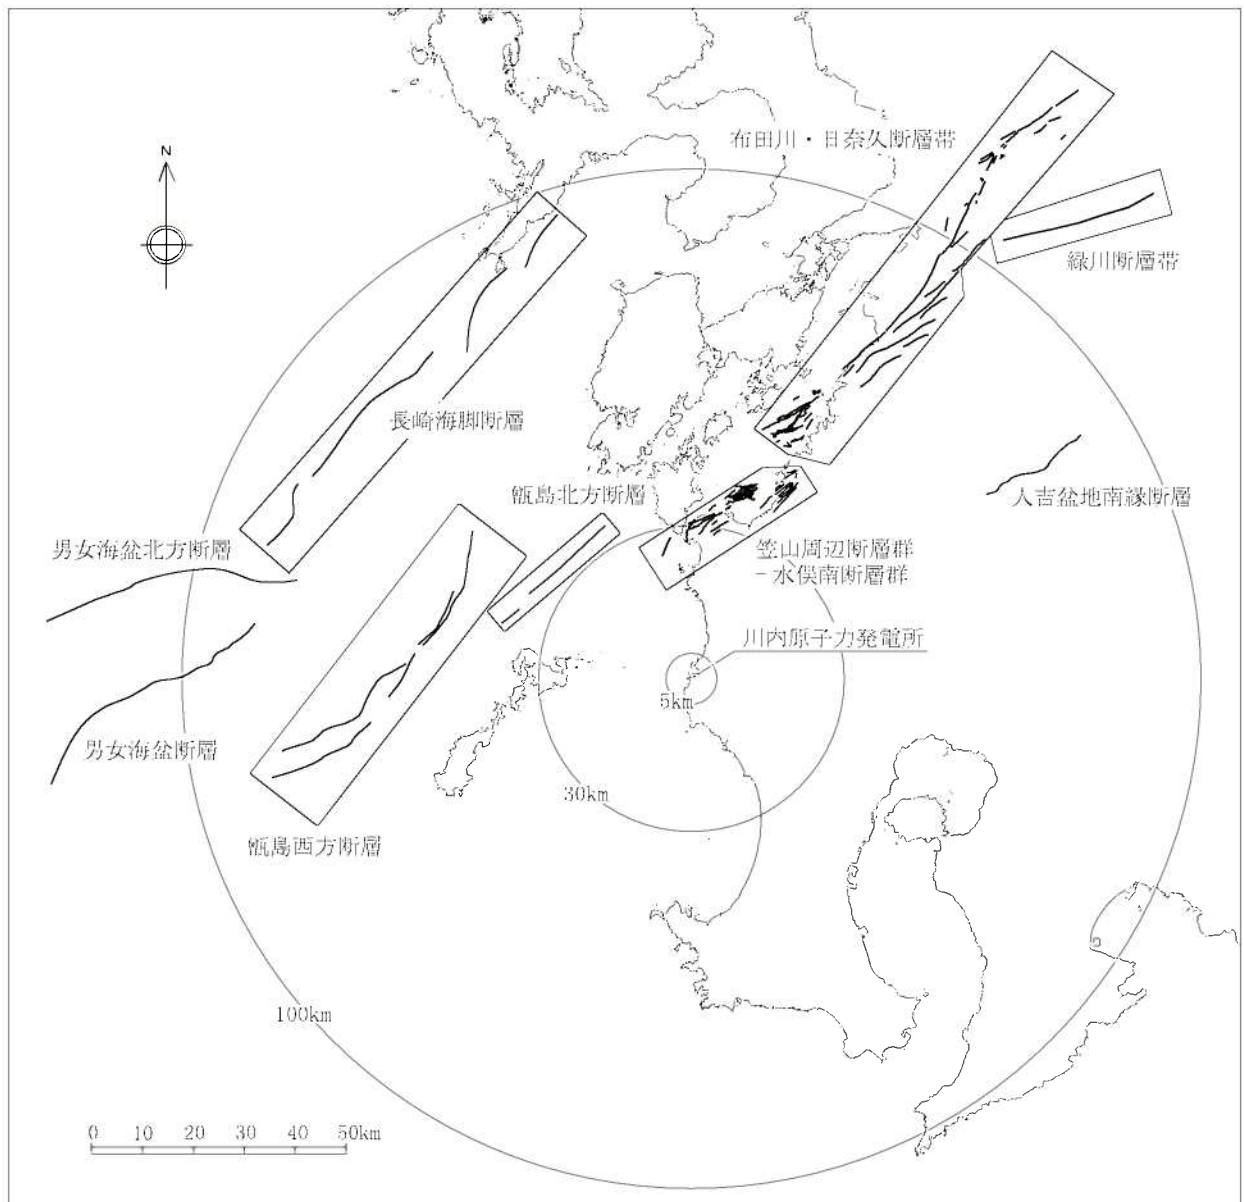 布田川・日奈久断層帯
N
緑川断層帯
長崎海脚断層
甑島北方断層
人吉盆地南縁断層
男女海盆北方断層
笠山周辺断層群
－水俣南断層群
川内原子力発電所
5km
男女海盆断層
30km
甑島西方断層
100km
0 10 20 30 40 50km